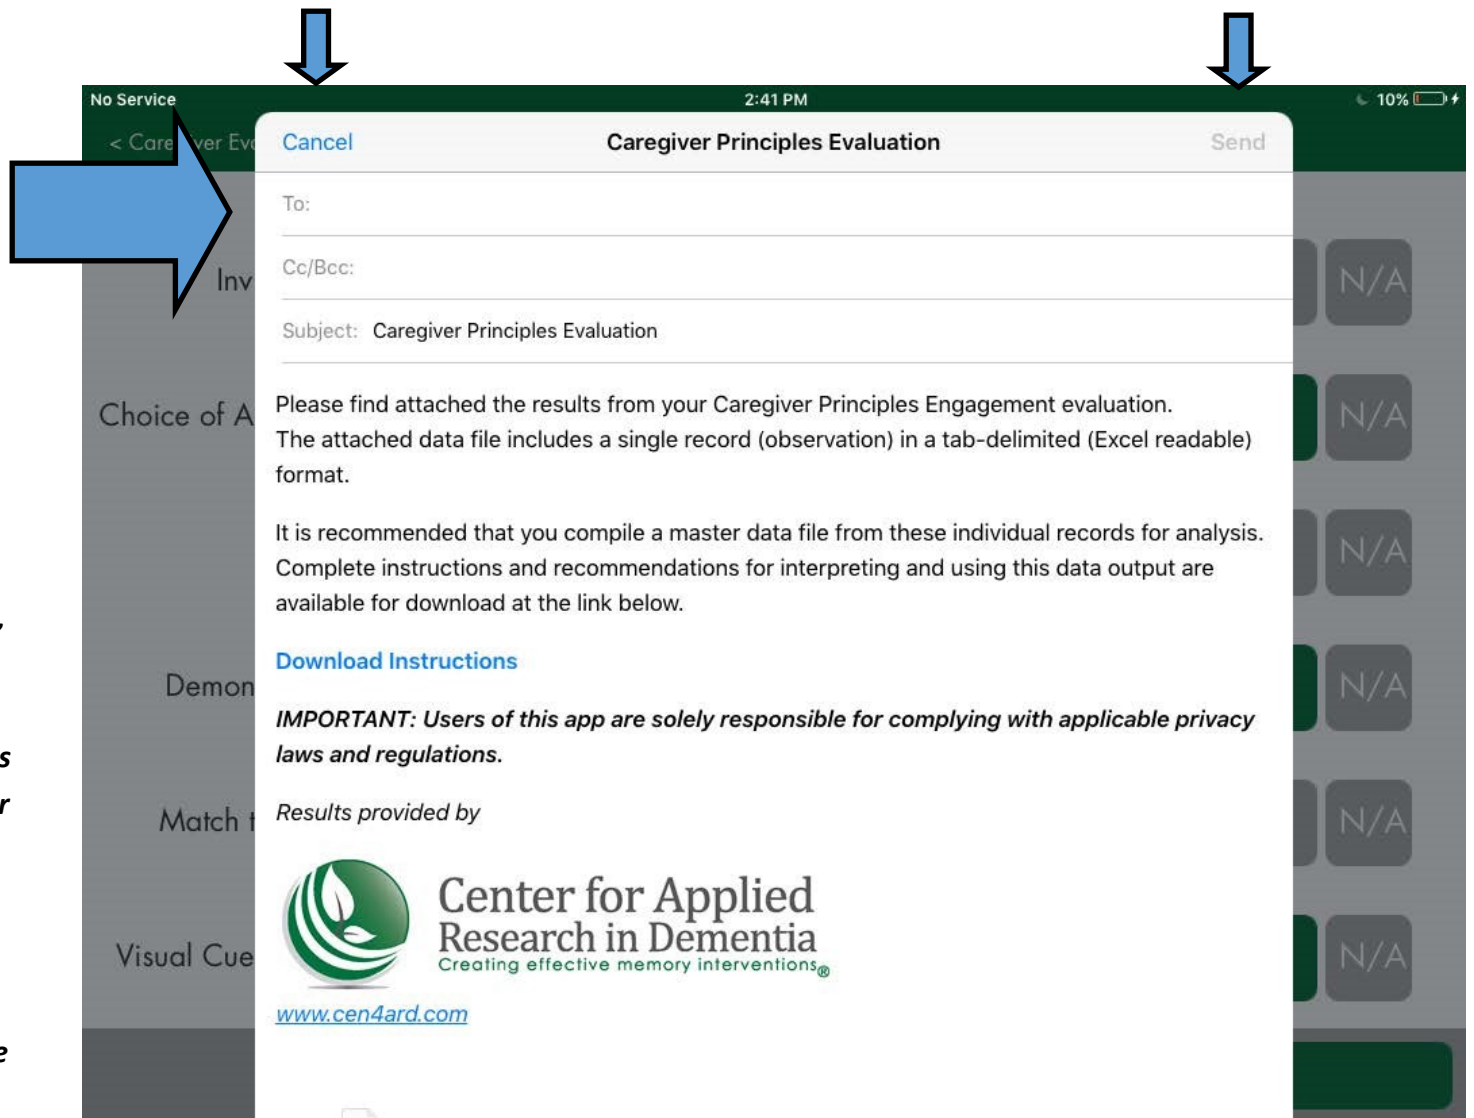 No Service 2:41 PM 10%
< Caregiver Eva
Cancel Caregiver Principles Evaluation Send
To:
Inv Cc/Bcc: N/A
Subject: Caregiver Principles Evaluation
Choice of A N/A
Please find attached the results from your Caregiver Principles Engagement evaluation.
The attached data file includes a single record (observation) in a tab-delimited (Excel readable)
format.
N/A
It is recommended that you compile a master data file from these individual records for analysis.
Complete instructions and recommendations for interpreting and using this data output are
available for download at the link below.
Download Instructions
Demon N/A
IMPORTANT: Users of this app are solely responsible for complying with applicable privacy
laws and regulations.
s
r
Match t N/A
Results provided by
Center for Applied
Research in Dementia
Creating effective memory interventions®
Visual Cue N/A
www.cen4ard.com
e